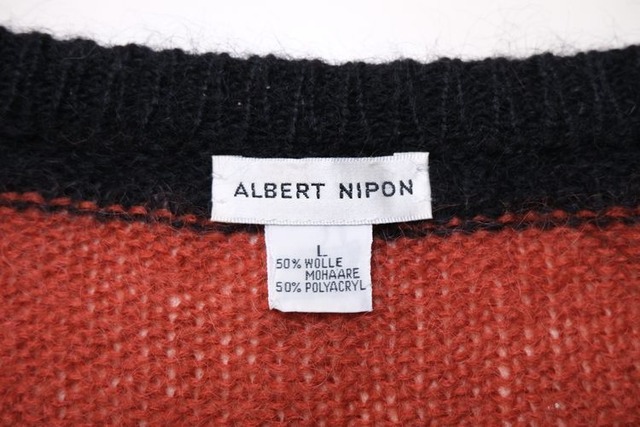 ALBERT NIPON
L
50% WOLLE
MOHAARE
50% POLYACRYL